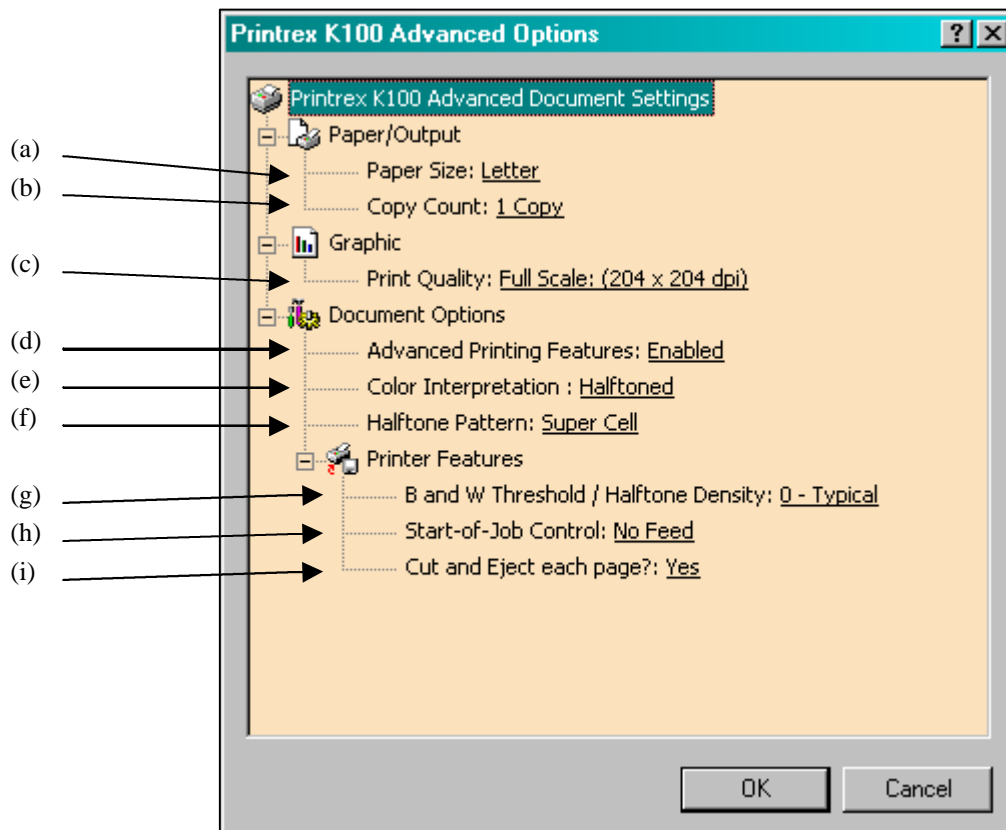 Printrex K100 Advanced Options
Printrex K100 Advanced Document Settings
Paper/Output
(a) Paper Size: Letter
(b) Copy Count: 1 Copy
Graphic
(c) Print Quality: Full Scale: (204 x 204 dpi)
Document Options
(d) Advanced Printing Features: Enabled
(e) Color Interpretation : Halftoned
(f) Halftone Pattern: Super Cell
Printer Features
(g) B and W Threshold / Halftone Density: 0 - Typical
(h) Start-of-Job Control: No Feed
(i) Cut and Eject each page?: Yes
OK Cancel